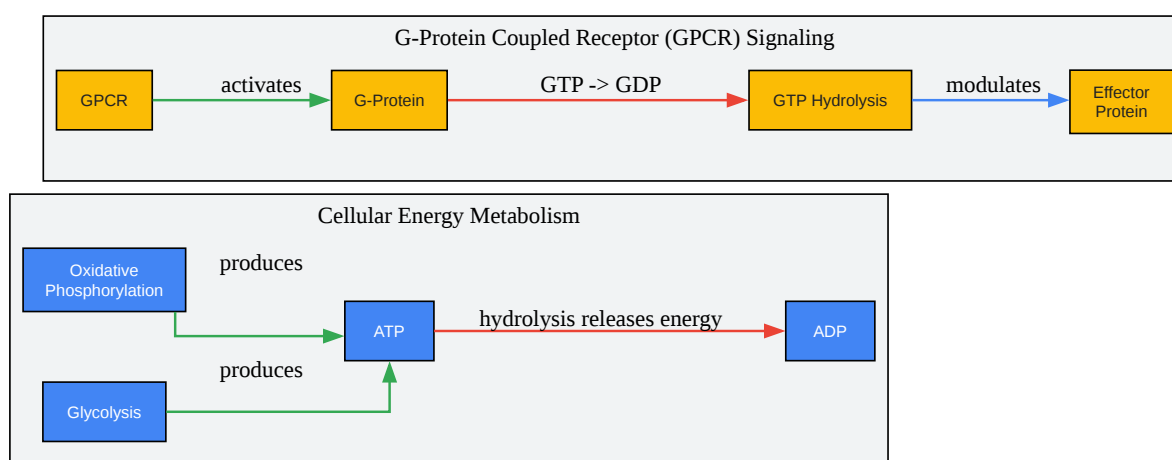 G-Protein Coupled Receptor (GPCR) Signaling
GPCR
activates
G-Protein
GTP -> GDP
GTP Hydrolysis
modulates
Effector
Protein
Cellular Energy Metabolism
Oxidative
Phosphorylation
produces
ATP
hydrolysis releases energy
ADP
produces
Glycolysis